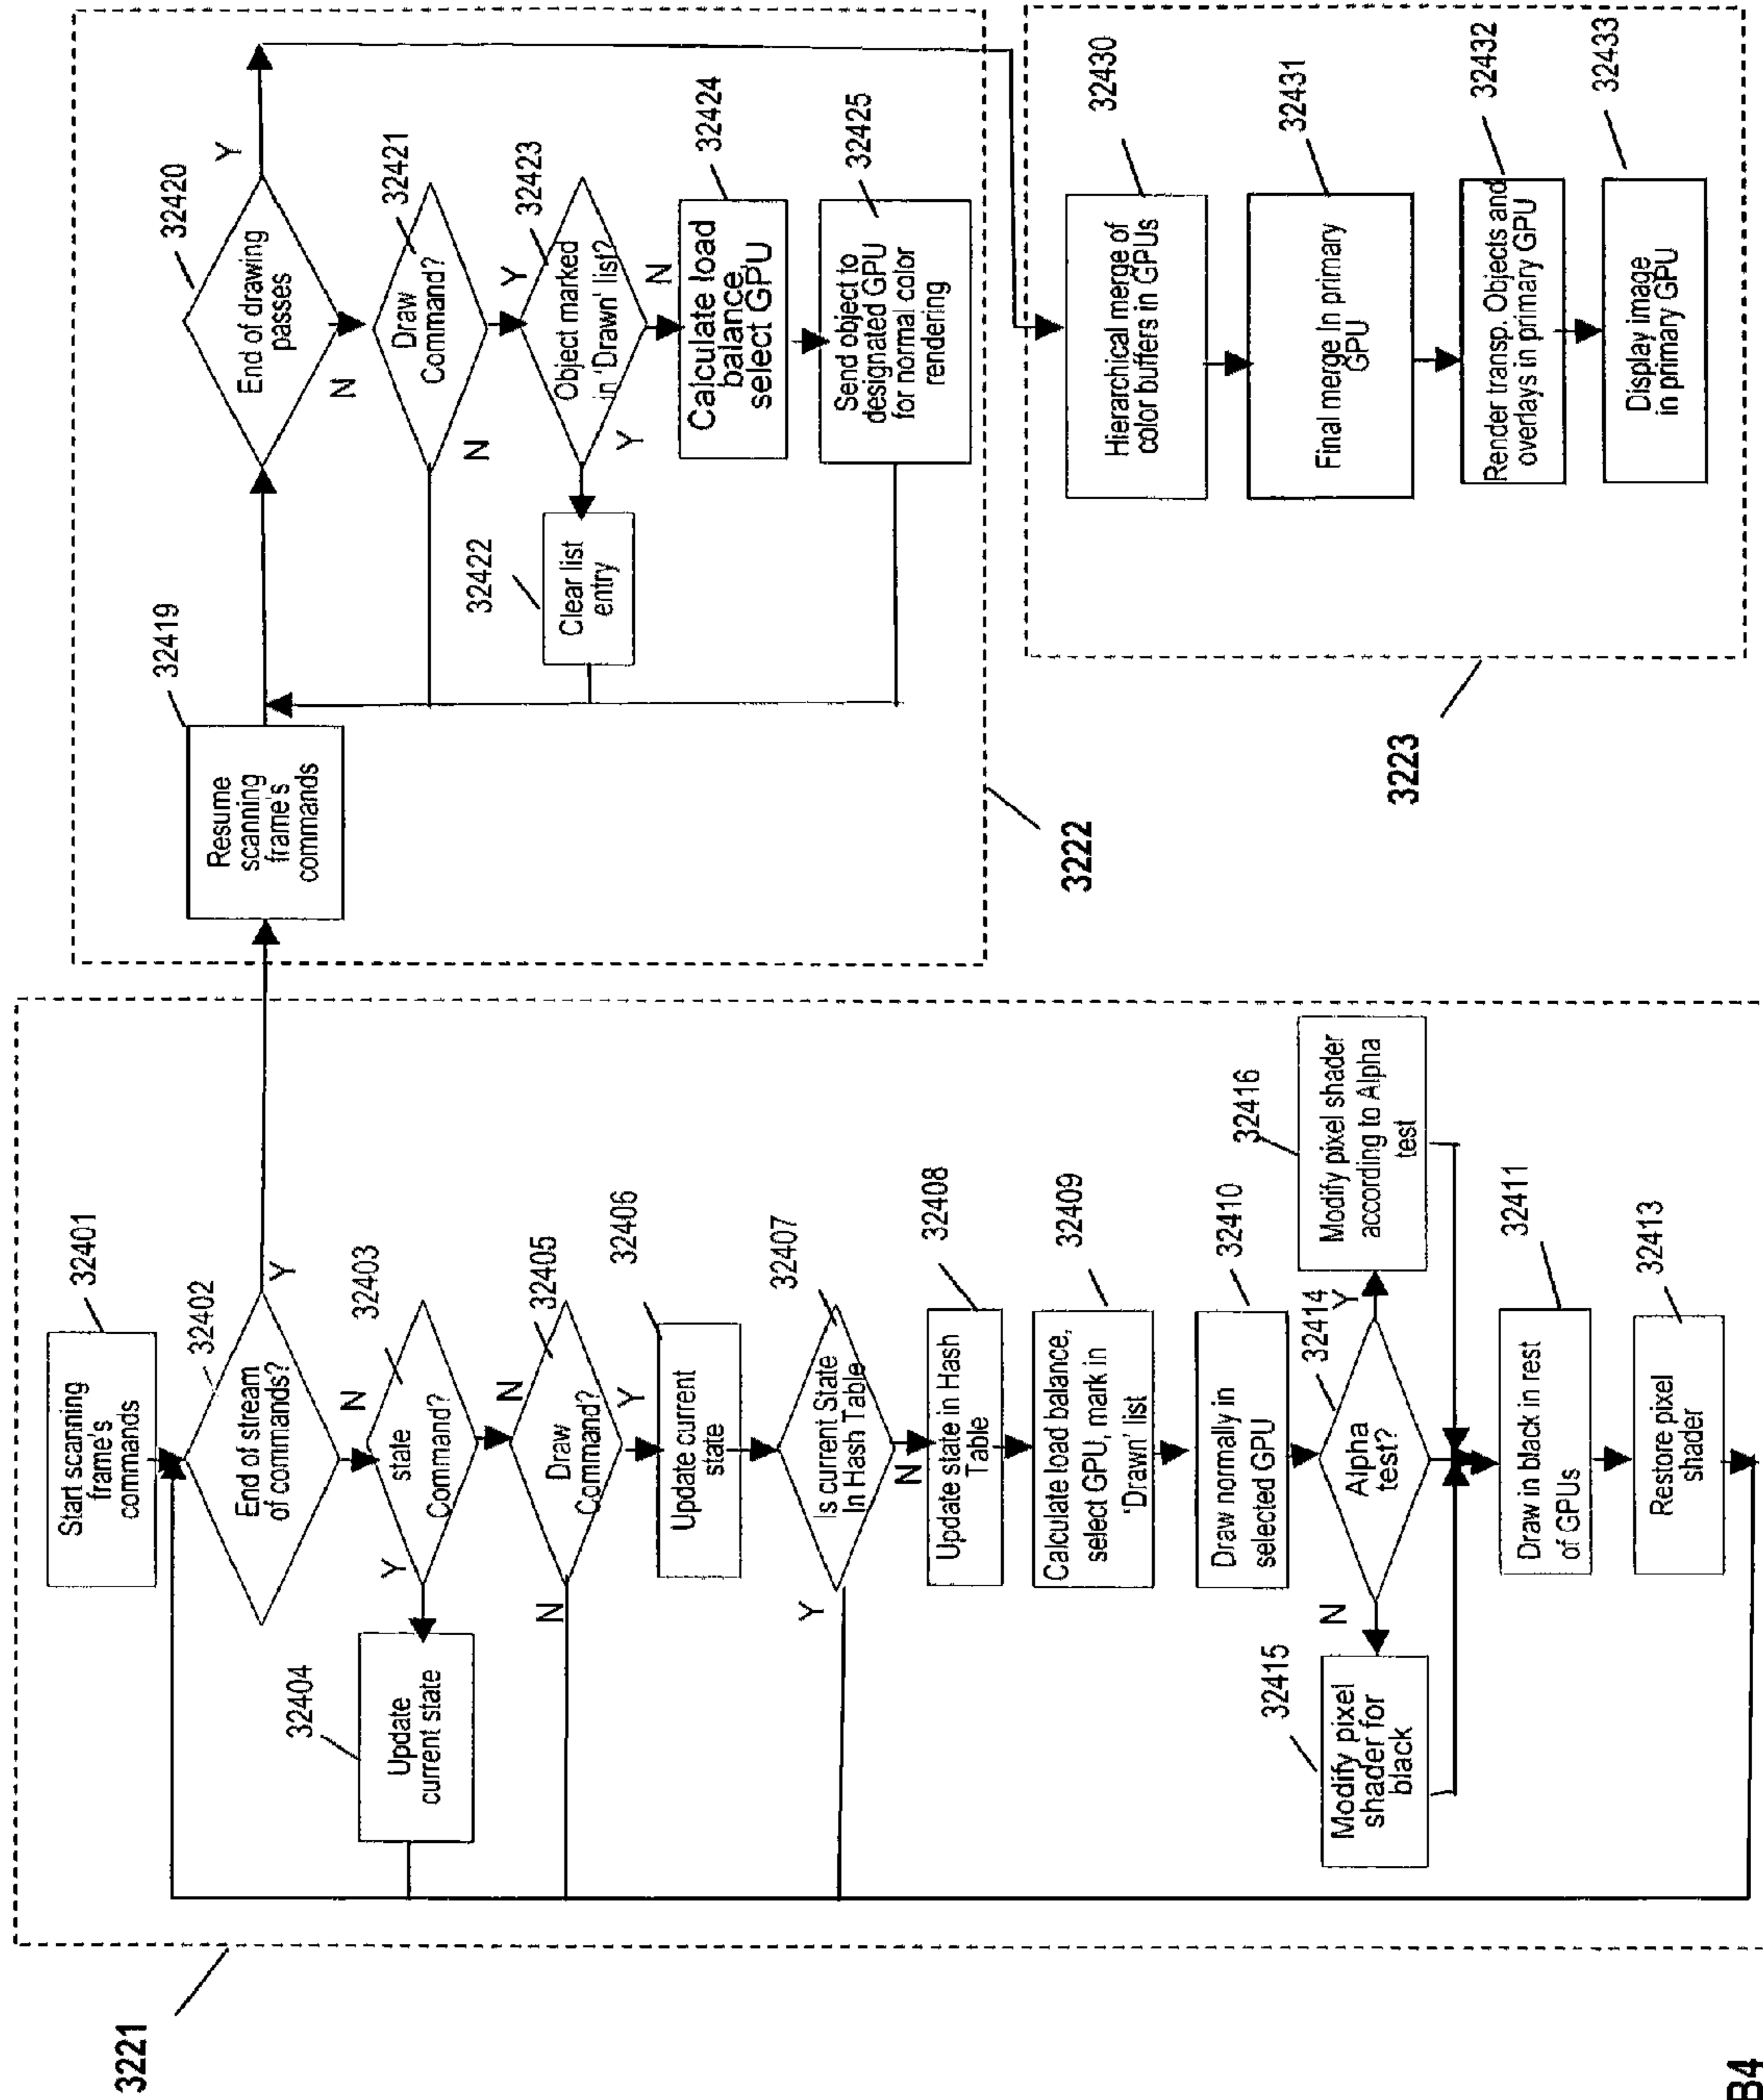 3221
32401
Start scanning
frame's
commands
32402
End of stream
of commands?
Y
N
32403
state
Command?
Y
N
32404
Update
current state
32405
Draw
Command?
N
Y
32406
Update current
state
32407
Is current State
In Hash Table
Y
N
32408
Update state in Hash
Table
32409
Calculate load balance,
select GPU, mark in
'Drawn' list
32410
Draw normally in
selected GPU
32414
Alpha
test?
Y
N
32415
Modify pixel
shader for
black
32416
Modify pixel shader
according to Alpha
test
32411
Draw in black in rest
of GPUs
32413
Restore pixel
shader
3222
32419
Resume
scanning
frame's
commands
32420
End of drawing
passes
Y
N
32421
Draw
Command?
N
Y
32423
Object marked
in 'Drawn' list?
Y
N
32422
Clear list
entry
32424
Calculate load
balance,
select GPU
32425
Send object to
designated GPU
for normal color
rendering
3223
32430
Hierarchical merge of
color buffers in GPUs
32431
Final merge In primary
GPU
32432
Render transp. Objects and
overlays in primary GPU
32433
Display image
in primary GPU
B4